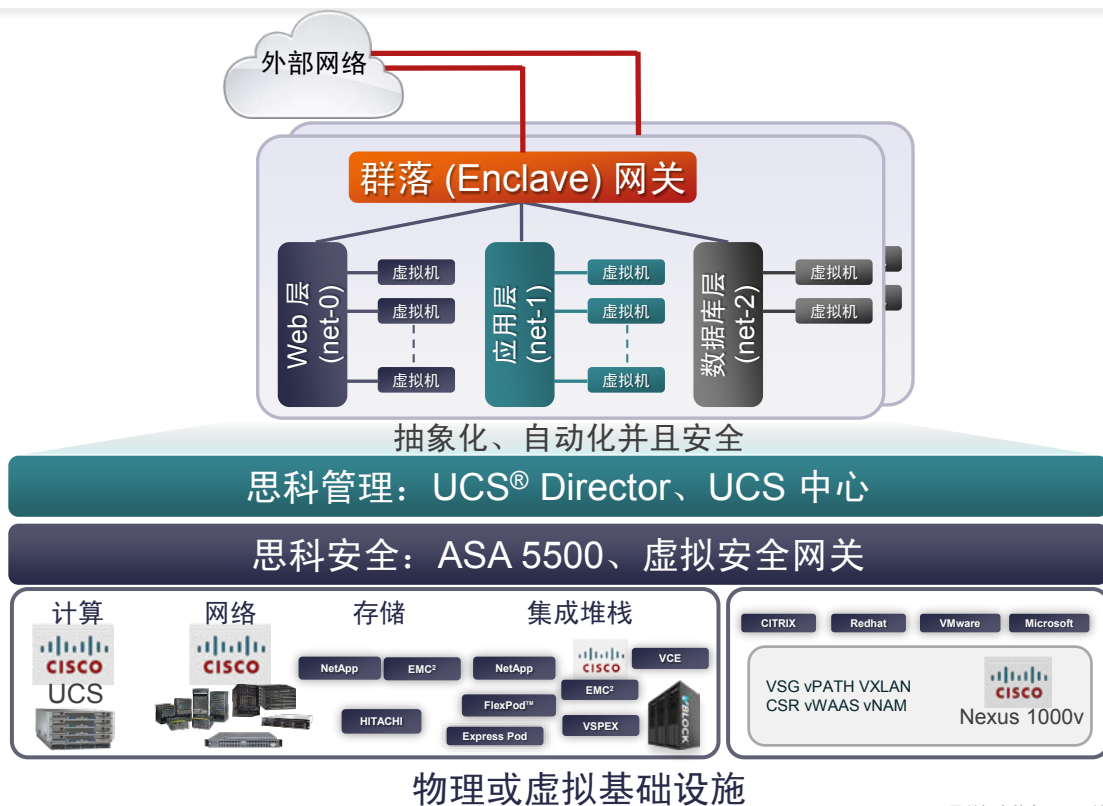 外部网络
群落 (Enclave) 网关
Web 层
(net-0)
虚拟机
虚拟机
虚拟机
应用层
(net-1)
虚拟机
虚拟机
虚拟机
数据库层
(net-2)
虚拟机
虚拟机
抽象化、自动化并且安全
思科管理：UCS® Director、UCS 中心
思科安全：ASA 5500、虚拟安全网关
计算
网络
存储
集成堆栈
CISCO
UCS
CISCO
NetApp
EMC²
HITACHI
NetApp
CISCO
VCE
EMC²
FlexPod™
VSPEX
Express Pod
VBLOCK
CITRIX
Redhat
VMware
Microsoft
VSG vPATH VXLAN
CSR vWAAS vNAM
CISCO
Nexus 1000v
物理或虚拟基础设施